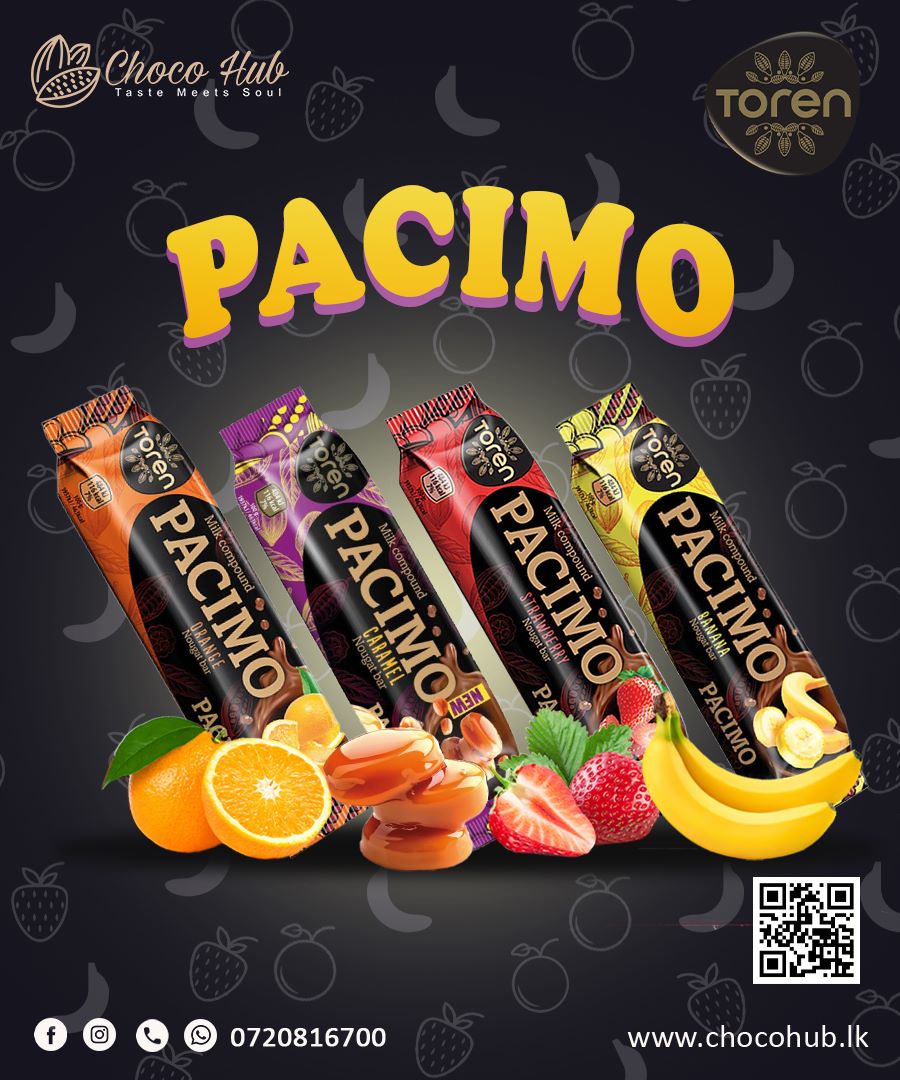 Choco Hub
Taste Meets Soul
Toren
PACIMO
Toren
Milk compound
PACIMO
ORANGE
Nougat bar
Toren
Milk compound
PACIMO
CARAMEL
Nougat bar
NEW
Toren
Milk compound
PACIMO
STRAWBERRY
Nougat bar
Toren
Milk compound
PACIMO
BANANA
Nougat bar
PACIMO
0720816700
www.chocohub.lk